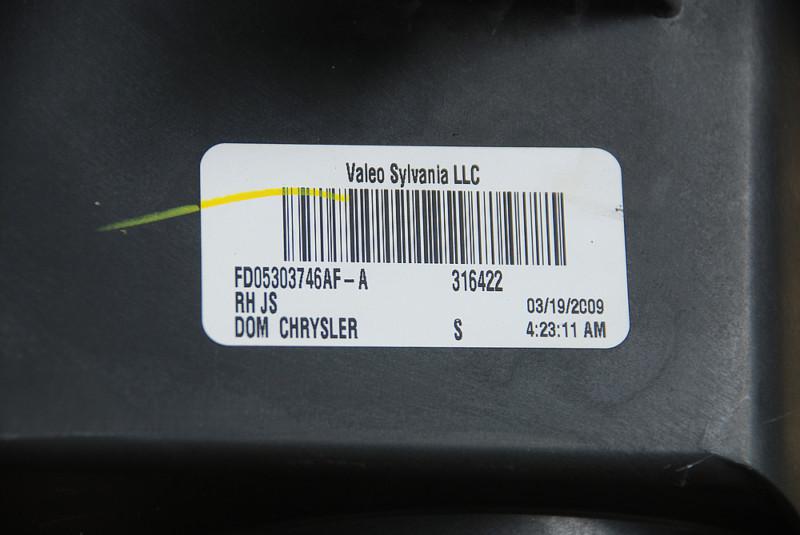 Valeo Sylvania LLC
FD05303746AF-A 316422
RH JS 03/19/2009
DOM CHRYSLER S 4:23:11 AM